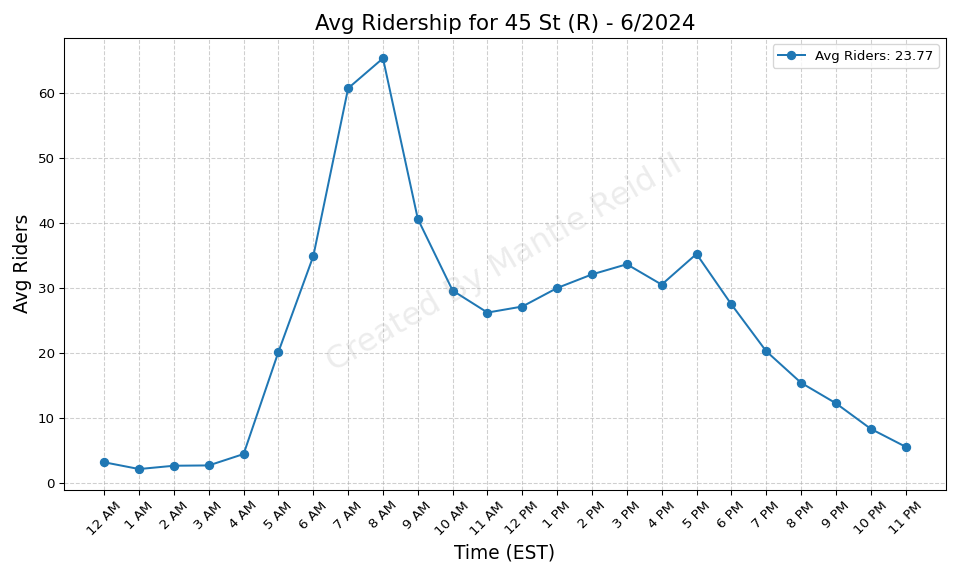 Avg Ridership for 45 St (R) - 6/2024
Avg Riders: 23.77
Avg Riders
60
50
40
30
20
10
0
Created By Mantie Reid II
12 AM
1 AM
2 AM
3 AM
4 AM
5 AM
6 AM
7 AM
8 AM
9 AM
10 AM
11 AM
12 PM
1 PM
2 PM
3 PM
4 PM
5 PM
6 PM
7 PM
8 PM
9 PM
10 PM
11 PM
Time (EST)